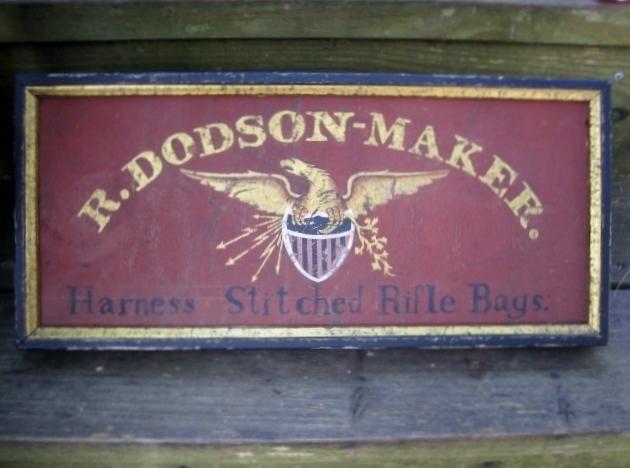 R. DODSON-MAKER.
Harness Stitched Rifle Bags.